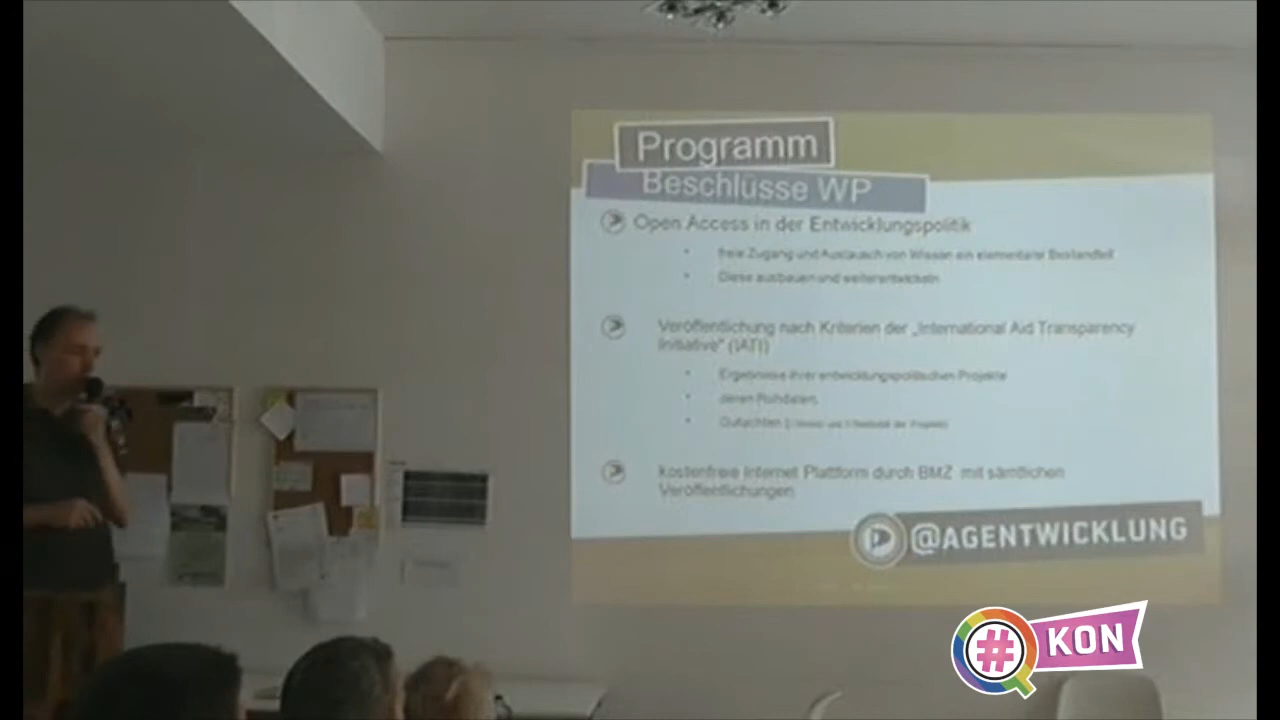 Programm
Beschlüsse WP
Open Access in der Entwicklungspolitik
freie Zugang und Austausch von Wissen ein elementarer Bestandteil
Diese ausbauen und weiterentwickeln
Veröffentlichung nach Kriterien der „International Aid Transparency
Initiative" (IATI)
Ergebnisse ihrer entwicklungspolitischen Projekte
deren Rohdaten,
Gutachten
Kostenfreie Internet Plattform durch BMZ mit sämtlichen
Veröffentlichungen
@AGENTWICKLUNG
# KON